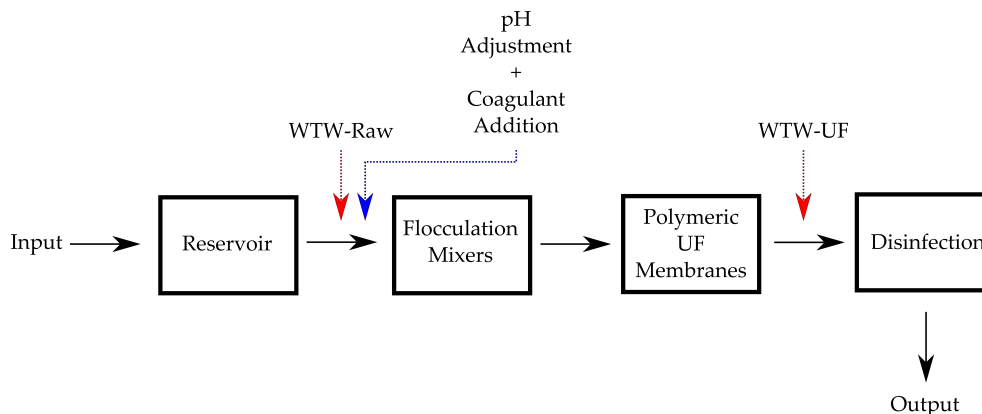 pH
Adjustment
+
Coagulant
Addition
WTW-Raw
WTW-UF
Input
Reservoir
Flocculation
Mixers
Polymeric
UF
Membranes
Disinfection
Output